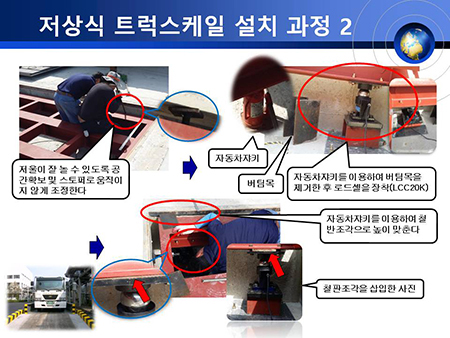 저상식 트럭스케일 설치 과정 2
저울이 잘 놀 수 있도록 공
간확보 및 스토퍼로 움직이
지 않게 조정한다
자동차쟈키
버팀목
자동차쟈키를 이용하여 버팀목을
제거한 후 로드셀을 장착(LCC20K)
자동차쟈키를 이용하여 철
반조각으로 높이 맞춘다
철판조각을 삽입한 사진